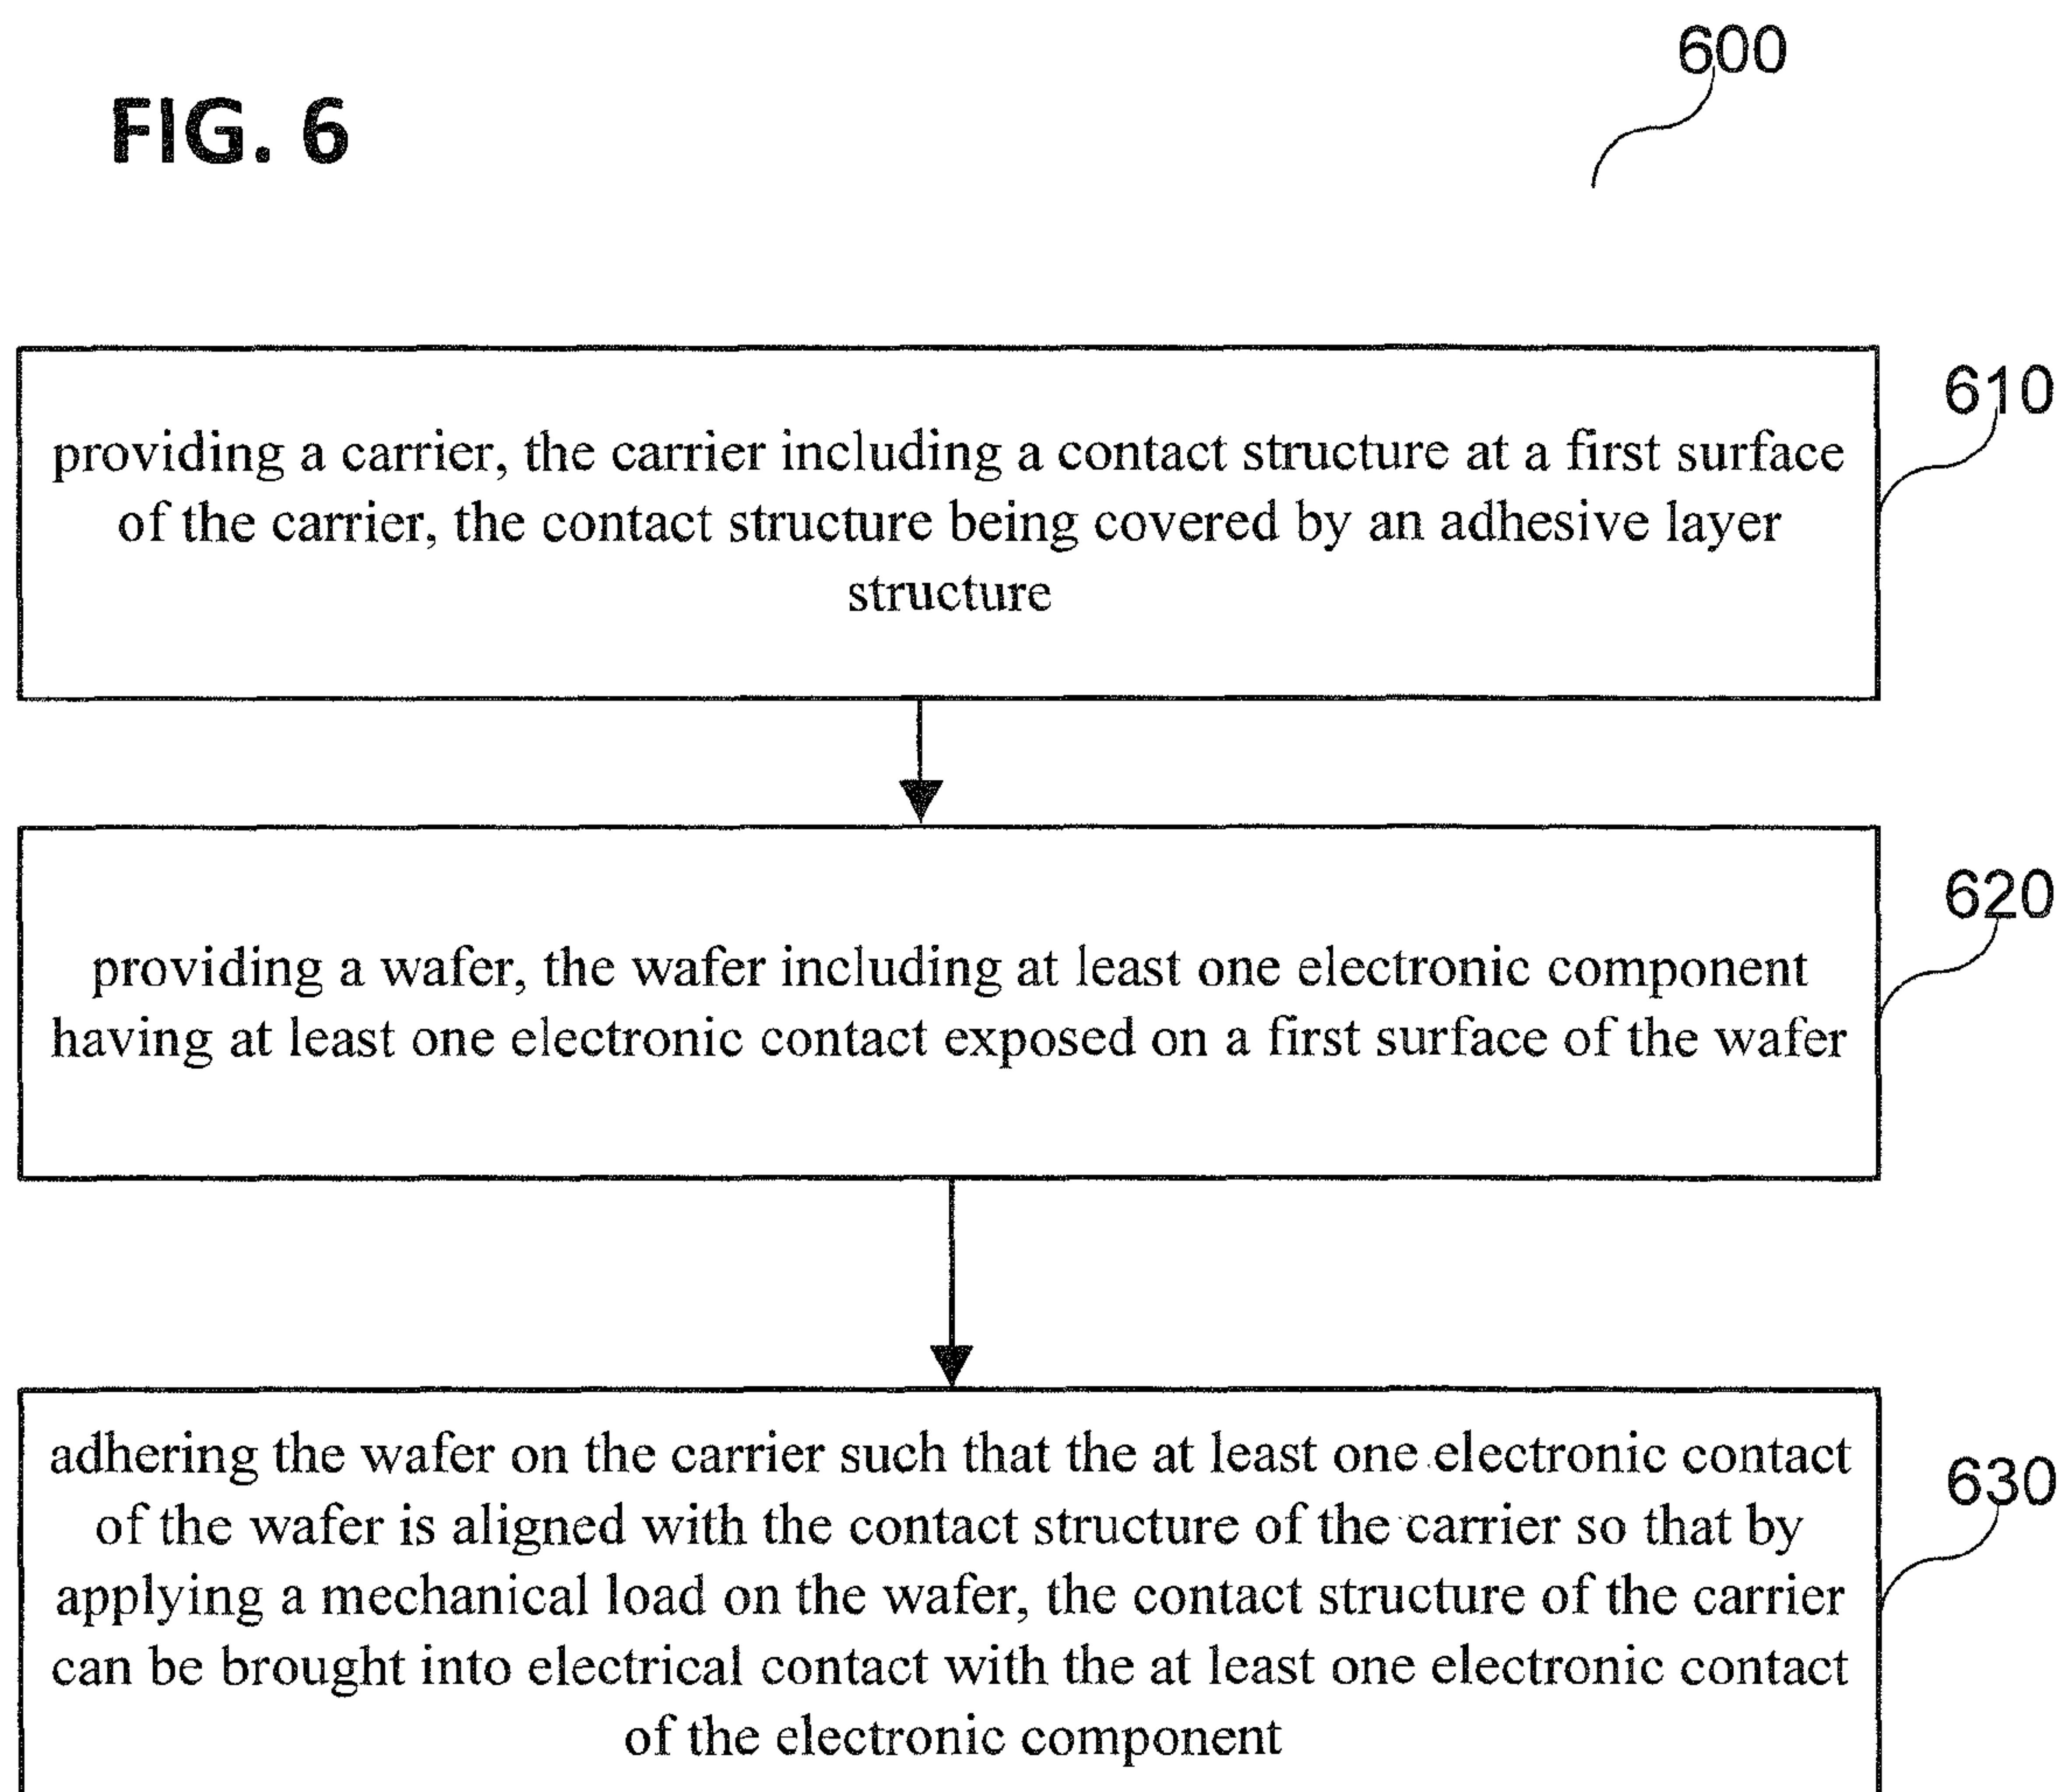 600
FIG. 6
610
providing a carrier, the carrier including a contact structure at a first surface
of the carrier, the contact structure being covered by an adhesive layer
structure
620
providing a wafer, the wafer including at least one electronic component
having at least one electronic contact exposed on a first surface of the wafer
630
adhering the wafer on the carrier such that the at least one electronic contact
of the wafer is aligned with the contact structure of the carrier so that by
applying a mechanical load on the wafer, the contact structure of the carrier
can be brought into electrical contact with the at least one electronic contact
of the electronic component